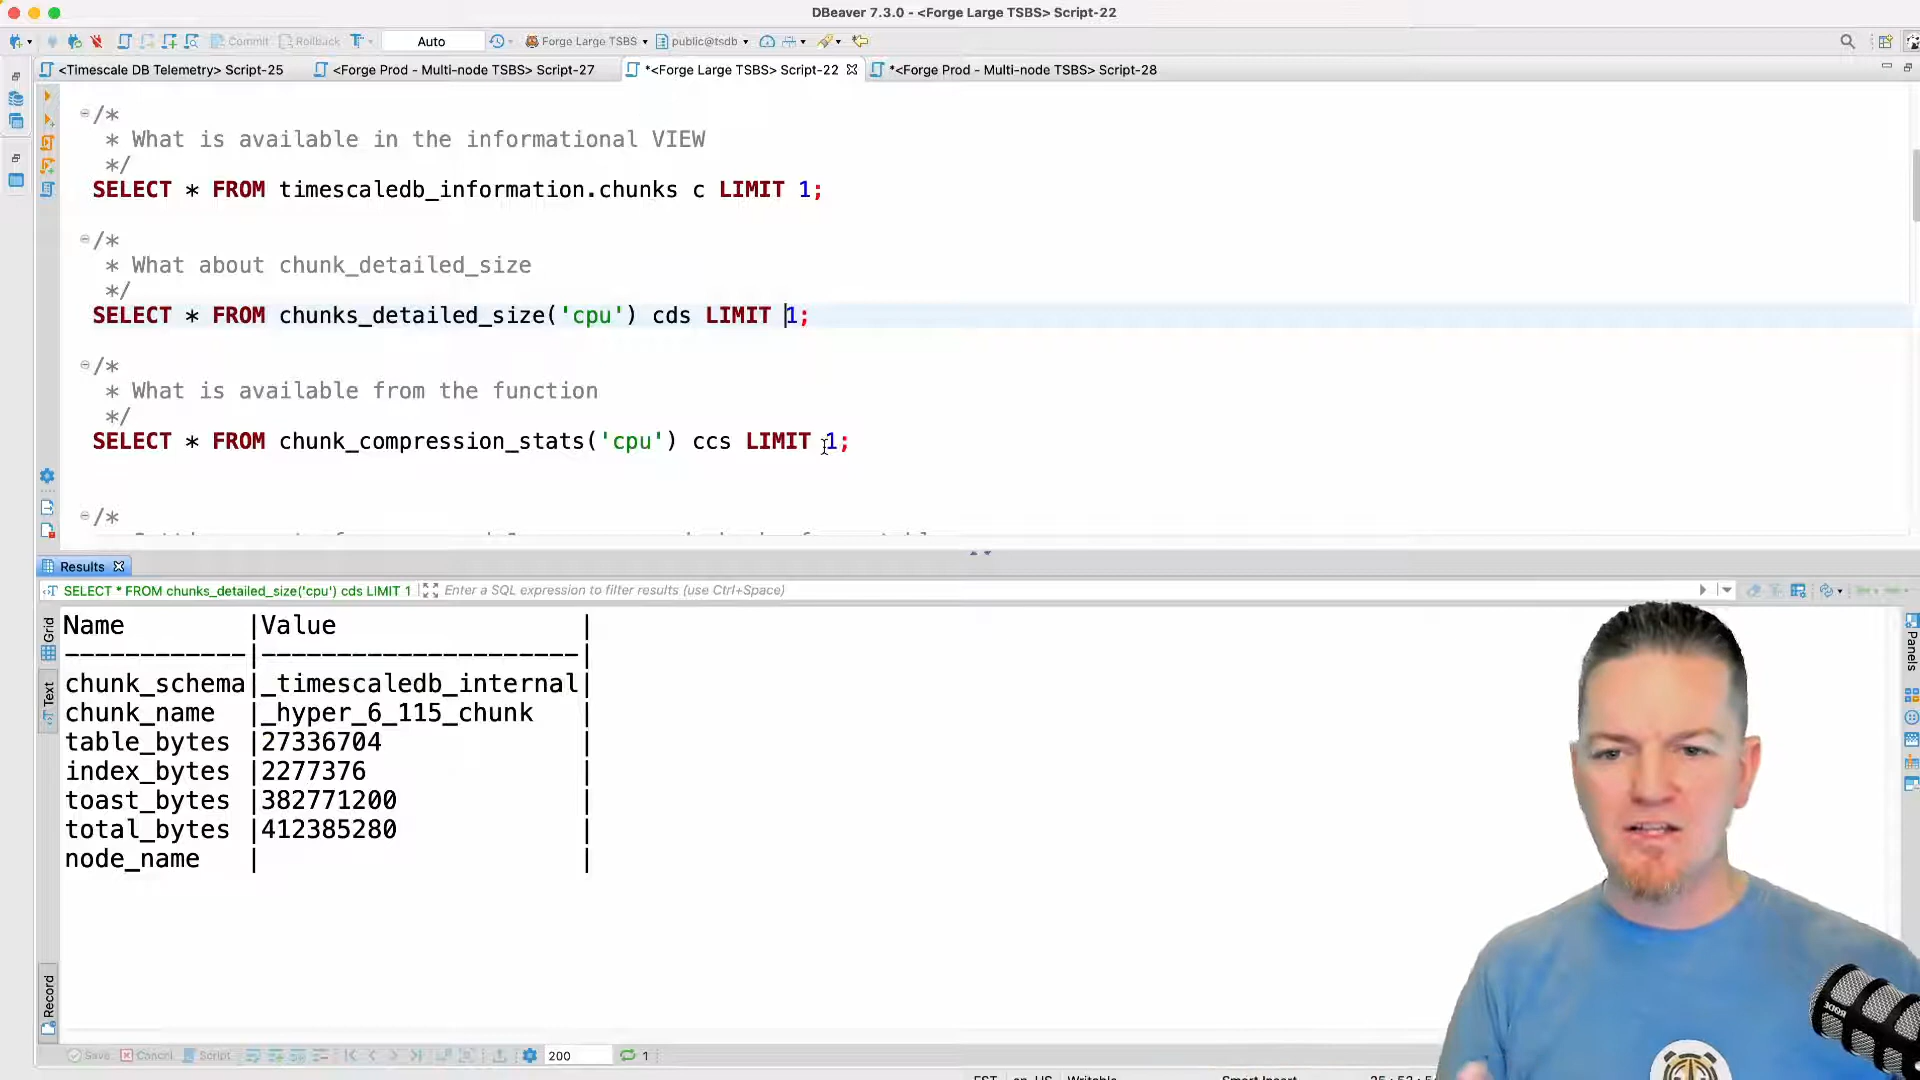 DBeaver 7.3.0 - <Forge Large TSBS> Script-22
Commit Rollback Auto Forge Large TSBS public@tsdb
<Timescale DB Telemetry> Script-25 <Forge Prod - Multi-node TSBS> Script-27 *<Forge Large TSBS> Script-22 *<Forge Prod - Multi-node TSBS> Script-28
/*
* What is available in the informational VIEW
*/
SELECT * FROM timescaledb_information.chunks c LIMIT 1;
/*
* What about chunk_detailed_size
*/
SELECT * FROM chunks_detailed_size('cpu') cds LIMIT 1;
/*
* What is available from the function
*/
SELECT * FROM chunk_compression_stats('cpu') ccs LIMIT 1;
/*
Results
SELECT * FROM chunks_detailed_size('cpu') cds LIMIT 1 Enter a SQL expression to filter results (use Ctrl+Space)
Grid
Text
Record
Panels
Name |Value |
------------|---------------------|
chunk_schema|_timescaledb_internal|
chunk_name |_hyper_6_115_chunk |
table_bytes |27336704 |
index_bytes |2277376 |
toast_bytes |382771200 |
total_bytes |412385280 |
node_name | |
Save Cancel Script 200 1
RODE